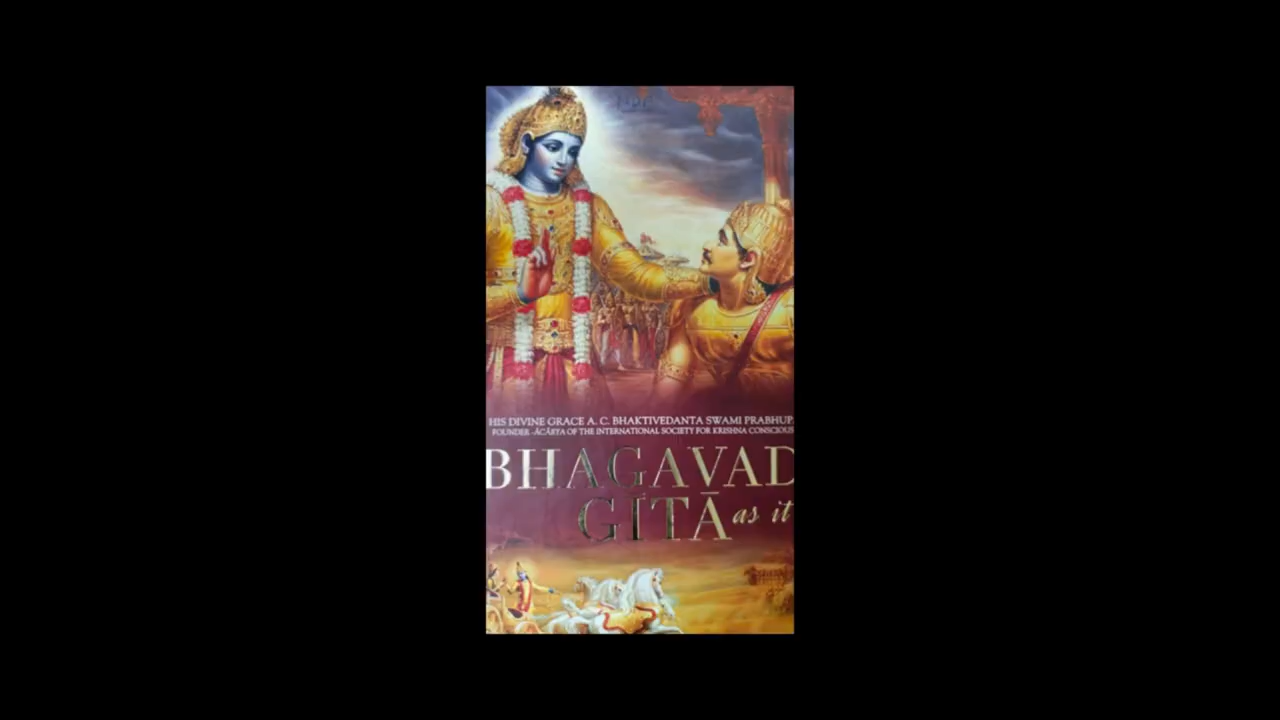 HIS DIVINE GRACE A. C. BHAKTIVEDANTA SWAMI PRABHUP
FOUNDER -ĀCĀRYA OF THE INTERNATIONAL SOCIETY FOR KRISHNA CONSCIOUS
BHAGAVAD
GĪTĀ as it